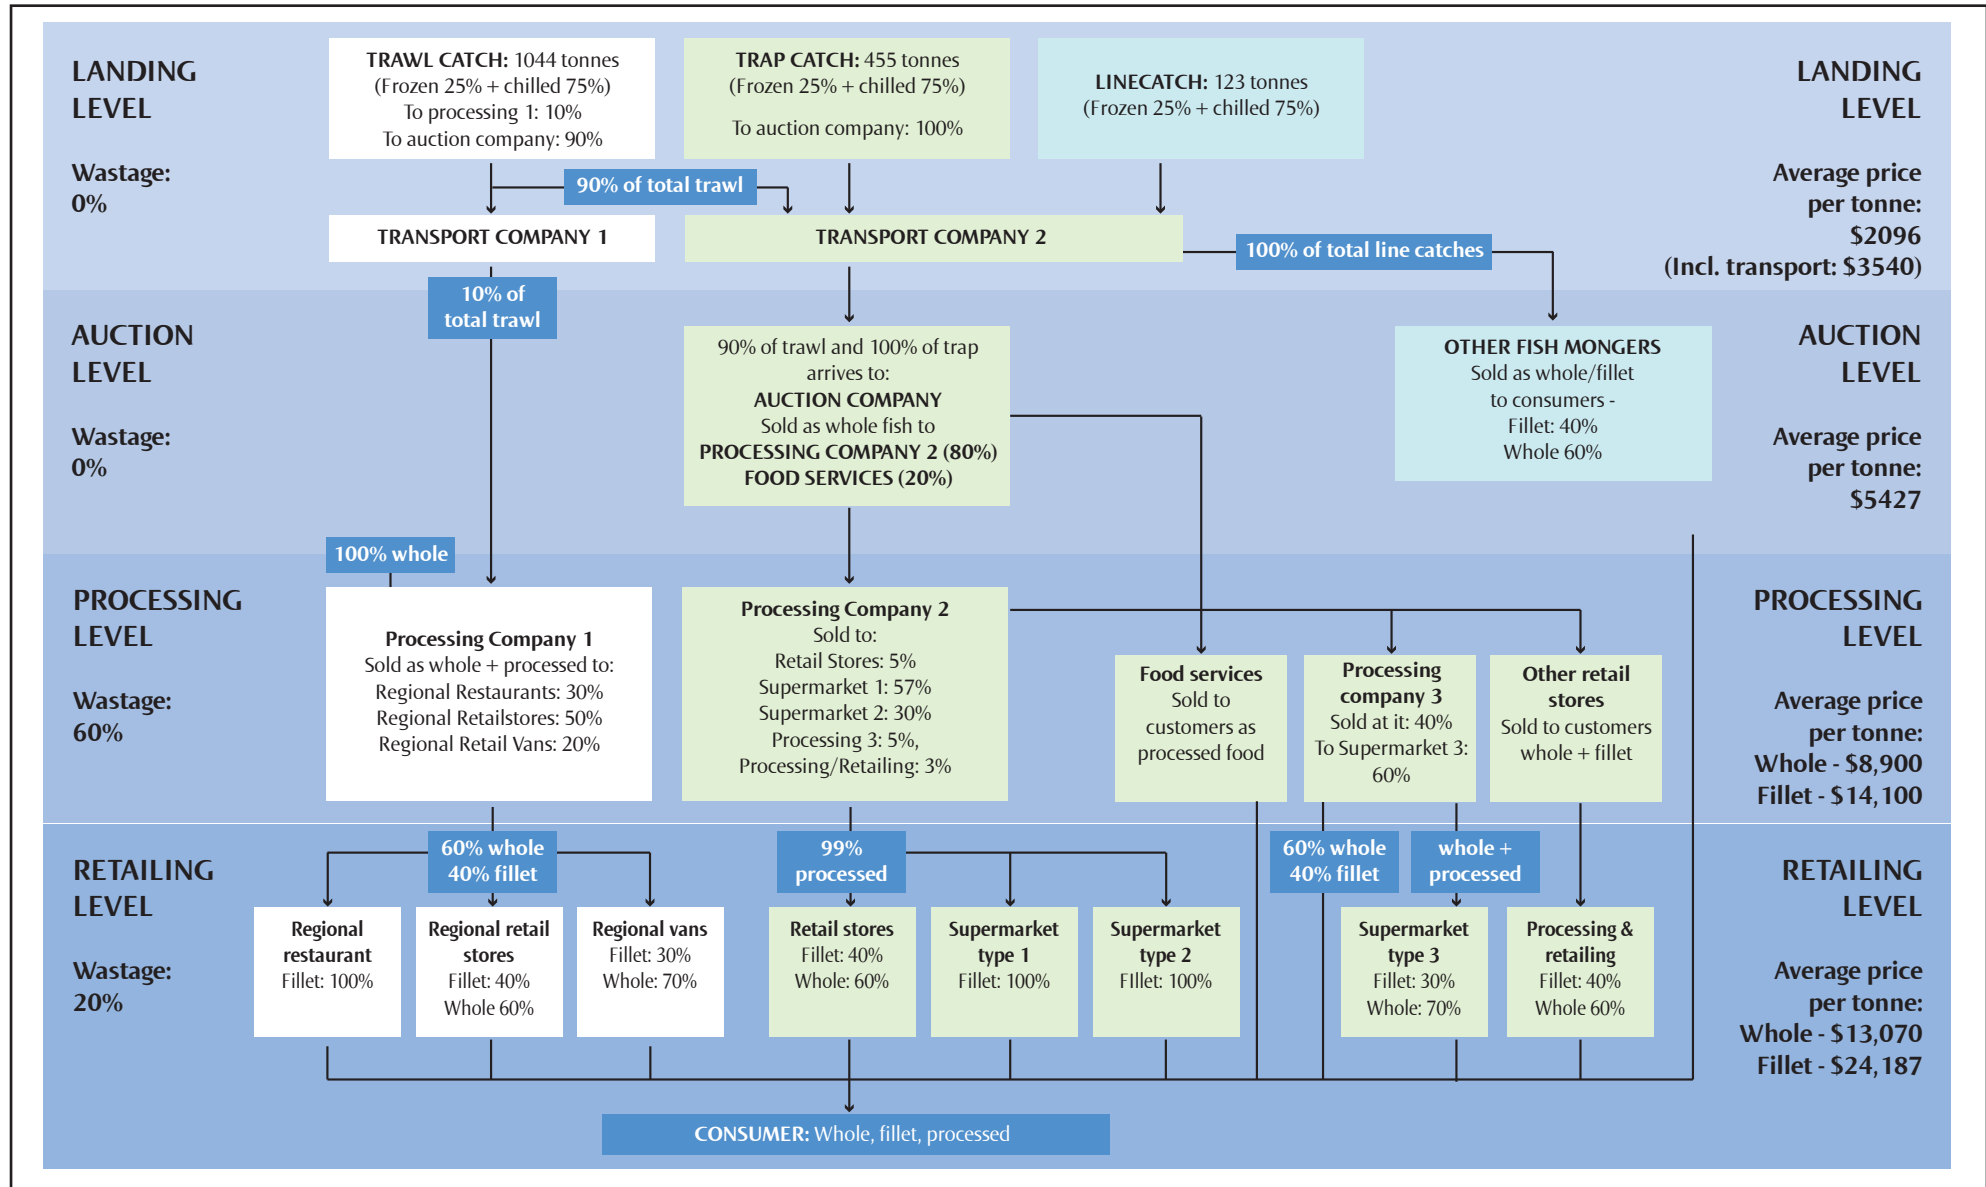 LANDING
LEVEL
Wastage:
0%
TRAWL CATCH: 1044 tonnes
(Frozen 25% + chilled 75%)
To processing 1: 10%
To auction company: 90%
TRAP CATCH: 455 tonnes
(Frozen 25% + chilled 75%)
To auction company: 100%
LINECATCH: 123 tonnes
(Frozen 25% + chilled 75%)
LANDING
LEVEL
Average price
per tonne:
$2096
(Incl. transport: $3540)
90% of total trawl
TRANSPORT COMPANY 1
TRANSPORT COMPANY 2
100% of total line catches
10% of
total trawl
AUCTION
LEVEL
Wastage:
0%
90% of trawl and 100% of trap
arrives to:
AUCTION COMPANY
Sold as whole fish to
PROCESSING COMPANY 2 (80%)
FOOD SERVICES (20%)
OTHER FISH MONGERS
Sold as whole/fillet
to consumers -
Fillet: 40%
Whole 60%
AUCTION
LEVEL
Average price
per tonne:
$5427
100% whole
PROCESSING
LEVEL
Wastage:
60%
Processing Company 1
Sold as whole + processed to:
Regional Restaurants: 30%
Regional Retailstores: 50%
Regional Retail Vans: 20%
Processing Company 2
Sold to:
Retail Stores: 5%
Supermarket 1: 57%
Supermarket 2: 30%
Processing 3: 5%,
Processing/Retailing: 3%
Food services
Sold to
customers as
processed food
Processing
company 3
Sold at it: 40%
To Supermarket 3:
60%
Other retail
stores
Sold to customers
whole + fillet
PROCESSING
LEVEL
Average price
per tonne:
Whole - $8,900
Fillet - $14,100
60% whole
40% fillet
99%
processed
60% whole
40% fillet
whole +
processed
RETAILING
LEVEL
Wastage:
20%
Regional
restaurant
Fillet: 100%
Regional retail
stores
Fillet: 40%
Whole 60%
Regional vans
Fillet: 30%
Whole: 70%
Retail stores
Fillet: 40%
Whole: 60%
Supermarket
type 1
Fillet: 100%
Supermarket
type 2
FIllet: 100%
Supermarket
type 3
Fillet: 30%
Whole: 70%
Processing &
retailing
Fillet: 40%
Whole 60%
RETAILING
LEVEL
Average price
per tonne:
Whole - $13,070
Fillet - $24,187
CONSUMER: Whole, fillet, processed